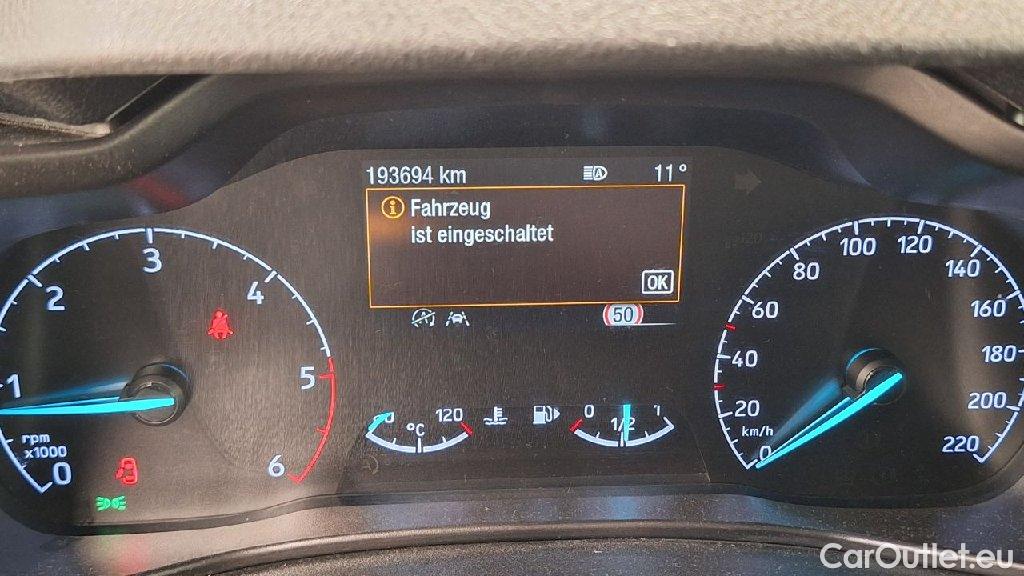 193694 km
11°
Fahrzeug
ist eingeschaltet
OK
50
0 1 2 3 4 5 6
rpm
x1000
120
°C
0 1/2 1
0 20 40 60 80 100 120 140 160 180 200 220
km/h
CarOutlet.eu